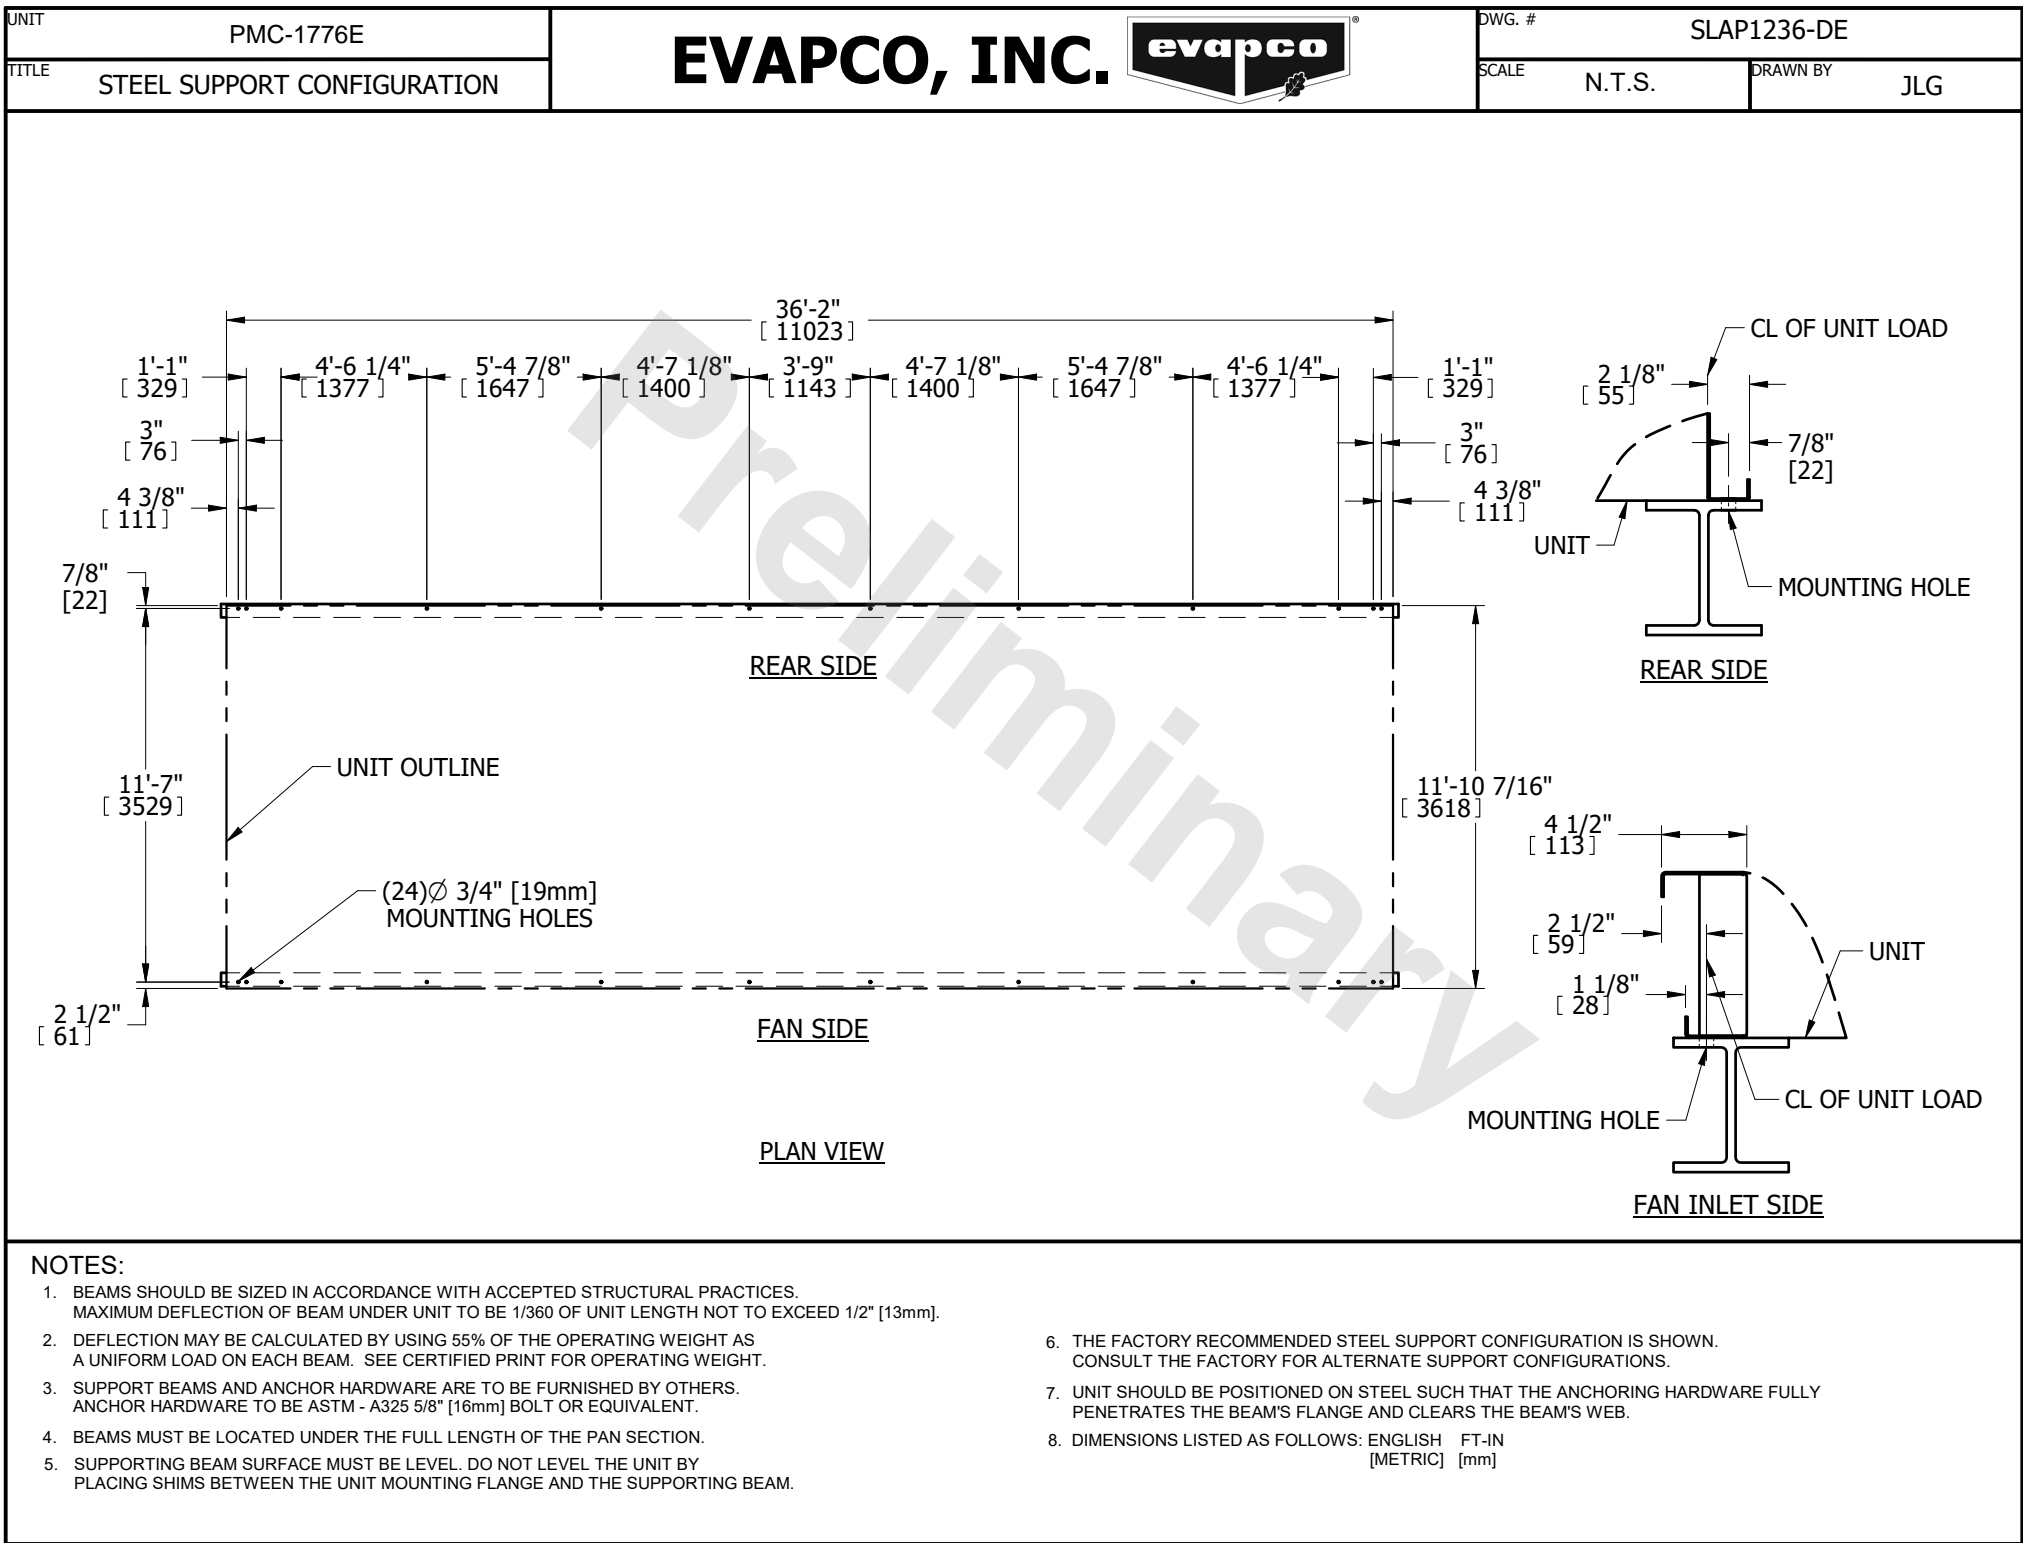 UNIT
PMC-1776E
TITLE
STEEL SUPPORT CONFIGURATION
EVAPCO, INC.
evapco
®
DWG. #
SLAP1236-DE
SCALE
N.T.S.
DRAWN BY
JLG
36'-2"
[ 11023]
1'-1"
[ 329]
4'-6 1/4"
[ 1377 ]
5'-4 7/8"
[ 1647 ]
4'-7 1/8"
[ 1400 ]
3'-9"
[ 1143 ]
4'-7 1/8"
[ 1400 ]
5'-4 7/8"
[ 1647 ]
4'-6 1/4"
[ 1377 ]
1'-1"
[ 329]
3"
[ 76]
3"
[ 76]
4 3/8"
[ 111]
4 3/8"
[ 111]
7/8"
[22]
REAR SIDE
UNIT OUTLINE
11'-7"
[ 3529]
11'-10 7/16"
[ 3618]
(24)Ø 3/4" [19mm]
MOUNTING HOLES
2 1/2"
[ 61]
FAN SIDE
PLAN VIEW
Preliminary
CL OF UNIT LOAD
2 1/8"
[ 55]
7/8"
[22]
UNIT
MOUNTING HOLE
REAR SIDE
4 1/2"
[ 113]
2 1/2"
[ 59]
UNIT
1 1/8"
[ 28]
CL OF UNIT LOAD
MOUNTING HOLE
FAN INLET SIDE
NOTES:
1. BEAMS SHOULD BE SIZED IN ACCORDANCE WITH ACCEPTED STRUCTURAL PRACTICES.
MAXIMUM DEFLECTION OF BEAM UNDER UNIT TO BE 1/360 OF UNIT LENGTH NOT TO EXCEED 1/2" [13mm].
2. DEFLECTION MAY BE CALCULATED BY USING 55% OF THE OPERATING WEIGHT AS
A UNIFORM LOAD ON EACH BEAM. SEE CERTIFIED PRINT FOR OPERATING WEIGHT.
3. SUPPORT BEAMS AND ANCHOR HARDWARE ARE TO BE FURNISHED BY OTHERS.
ANCHOR HARDWARE TO BE ASTM - A325 5/8" [16mm] BOLT OR EQUIVALENT.
4. BEAMS MUST BE LOCATED UNDER THE FULL LENGTH OF THE PAN SECTION.
5. SUPPORTING BEAM SURFACE MUST BE LEVEL. DO NOT LEVEL THE UNIT BY
PLACING SHIMS BETWEEN THE UNIT MOUNTING FLANGE AND THE SUPPORTING BEAM.
6. THE FACTORY RECOMMENDED STEEL SUPPORT CONFIGURATION IS SHOWN.
CONSULT THE FACTORY FOR ALTERNATE SUPPORT CONFIGURATIONS.
7. UNIT SHOULD BE POSITIONED ON STEEL SUCH THAT THE ANCHORING HARDWARE FULLY
PENETRATES THE BEAM'S FLANGE AND CLEARS THE BEAM'S WEB.
8. DIMENSIONS LISTED AS FOLLOWS: ENGLISH FT-IN
[METRIC] [mm]